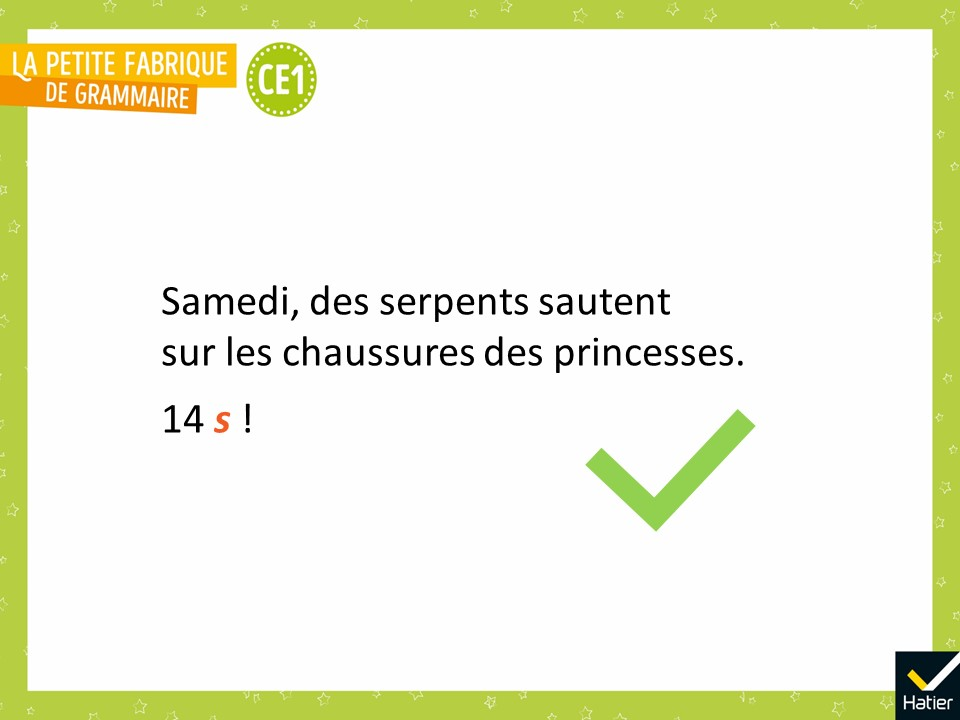 LA PETITE FABRIQUE
DE GRAMMAIRE
CE1
Samedi, des serpents sautent
sur les chaussures des princesses.
14 s !
Hatier